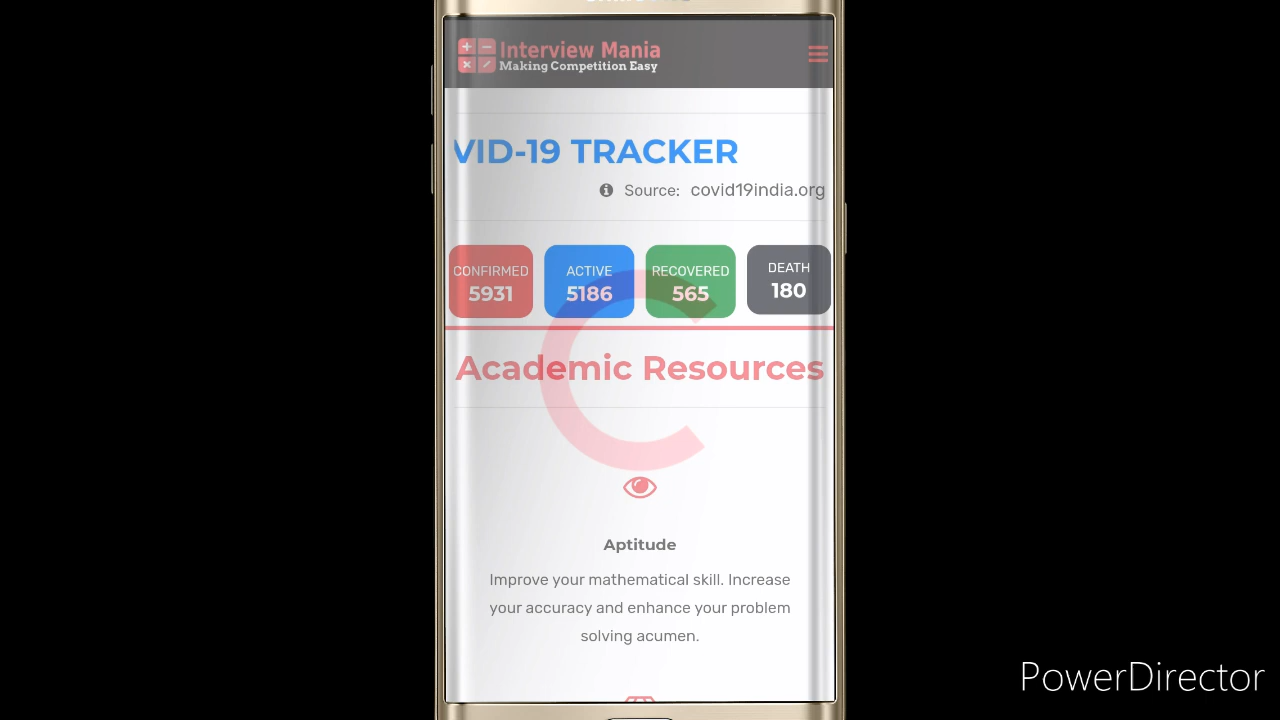 Interview Mania
Making Competition Easy
VID-19 TRACKER
Source: covid19india.org
CONFIRMED ACTIVE RECOVERED DEATH
5931 5186 565 180
Academic Resources
Aptitude
Improve your mathematical skill. Increase
your accuracy and enhance your problem
solving acumen.
PowerDirector